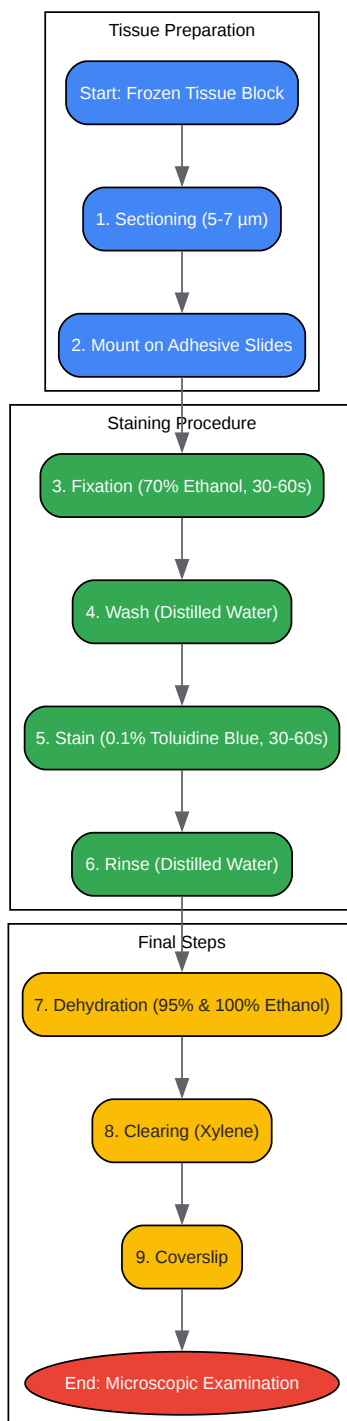 Tissue Preparation
Start: Frozen Tissue Block
1. Sectioning (5-7 µm)
2. Mount on Adhesive Slides
Staining Procedure
3. Fixation (70% Ethanol, 30-60s)
4. Wash (Distilled Water)
5. Stain (0.1% Toluidine Blue, 30-60s)
6. Rinse (Distilled Water)
Final Steps
7. Dehydration (95% & 100% Ethanol)
8. Clearing (Xylene)
9. Coverslip
End: Microscopic Examination